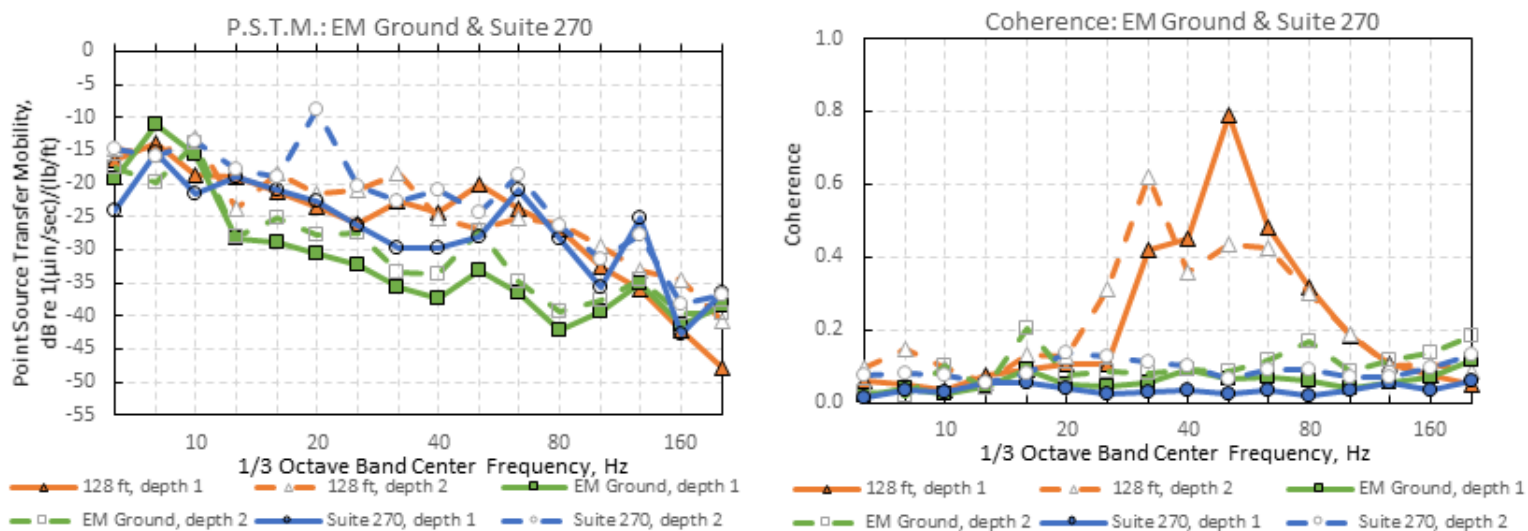 P.S.T.M.: EM Ground & Suite 270
0
-5
-10
-15
-20
-25
-30
-35
-40
-45
-50
-55
Point Source Transfer Mobility,
dB re 1(μin/sec)/(lb/ft)
10 20 40 80 160
1/3 Octave Band Center Frequency, Hz
128 ft, depth 1 128 ft, depth 2 EM Ground, depth 1
EM Ground, depth 2 Suite 270, depth 1 Suite 270, depth 2
Coherence: EM Ground & Suite 270
1.0
0.8
0.6
0.4
0.2
0.0
Coherence
10 20 40 80 160
1/3 Octave Band Center Frequency, Hz
128 ft, depth 1 128 ft, depth 2 EM Ground, depth 1
EM Ground, depth 2 Suite 270, depth 1 Suite 270, depth 2